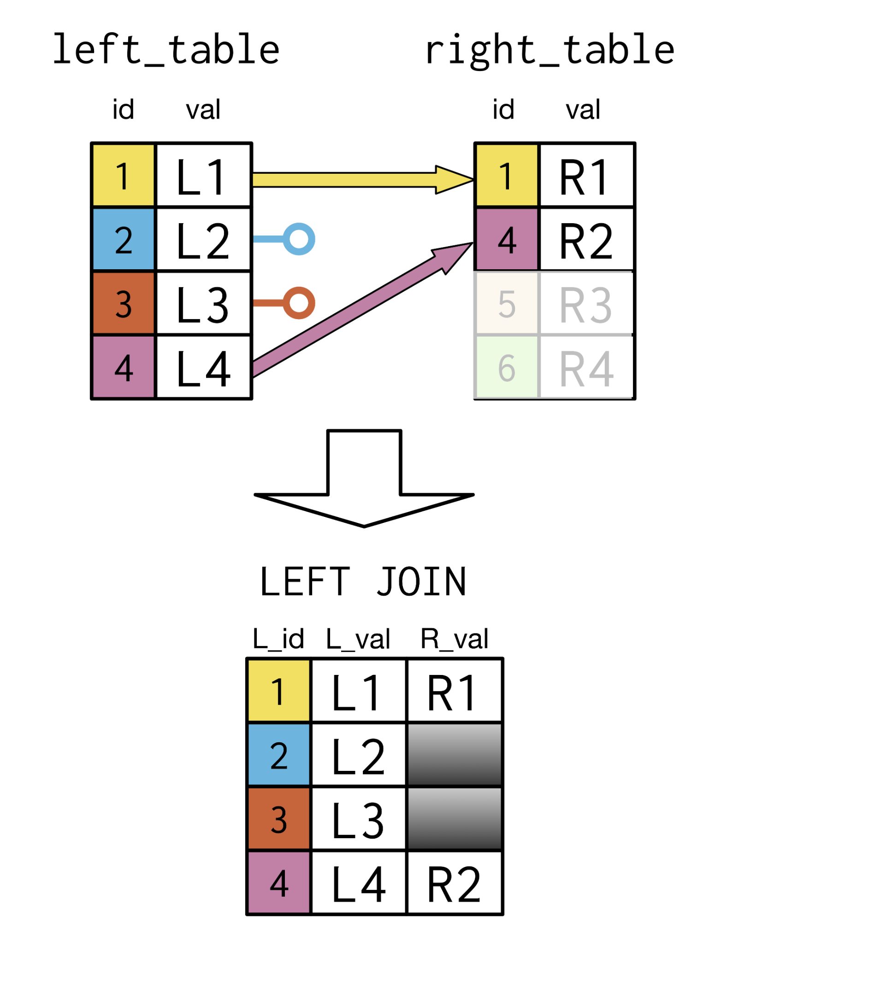 left_table right_table
id val id val
1 L1 1 R1
2 L2 4 R2
3 L3 5 R3
4 L4 6 R4
LEFT JOIN
L_id L_val R_val
1 L1 R1
2 L2
3 L3
4 L4 R2